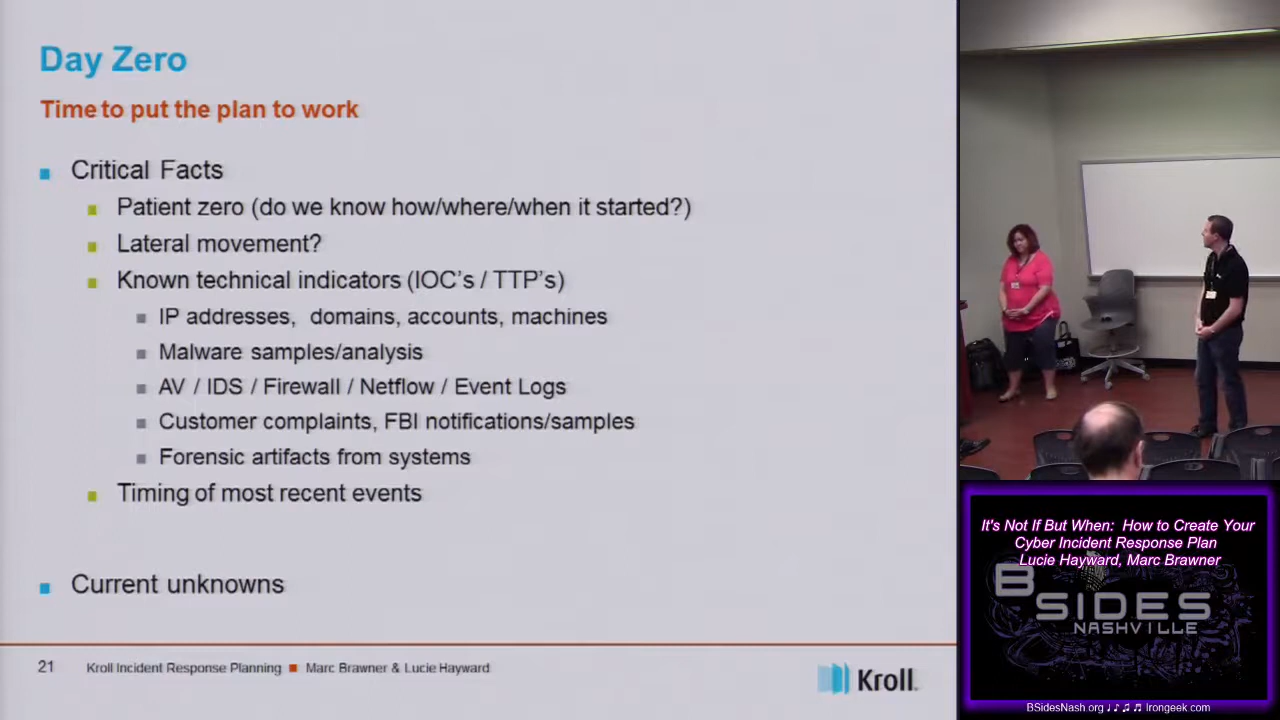 Day Zero
Time to put the plan to work
Critical Facts
Patient zero (do we know how/where/when it started?)
Lateral movement?
Known technical indicators (IOC's / TTP's)
IP addresses,  domains, accounts, machines
Malware samples/analysis
AV / IDS / Firewall / Netflow / Event Logs
Customer complaints, FBI notifications/samples
Forensic artifacts from systems
Timing of most recent events
Current unknowns
21 Kroll Incident Response Planning ■ Marc Brawner & Lucie Hayward
Kroll
It's Not If But When:  How to Create Your
Cyber Incident Response Plan
Lucie Hayward, Marc Brawner
BSIDES
NASHVILLE
BSidesNash.org ♩ ♪ ♫ ♬ Irongeek.com